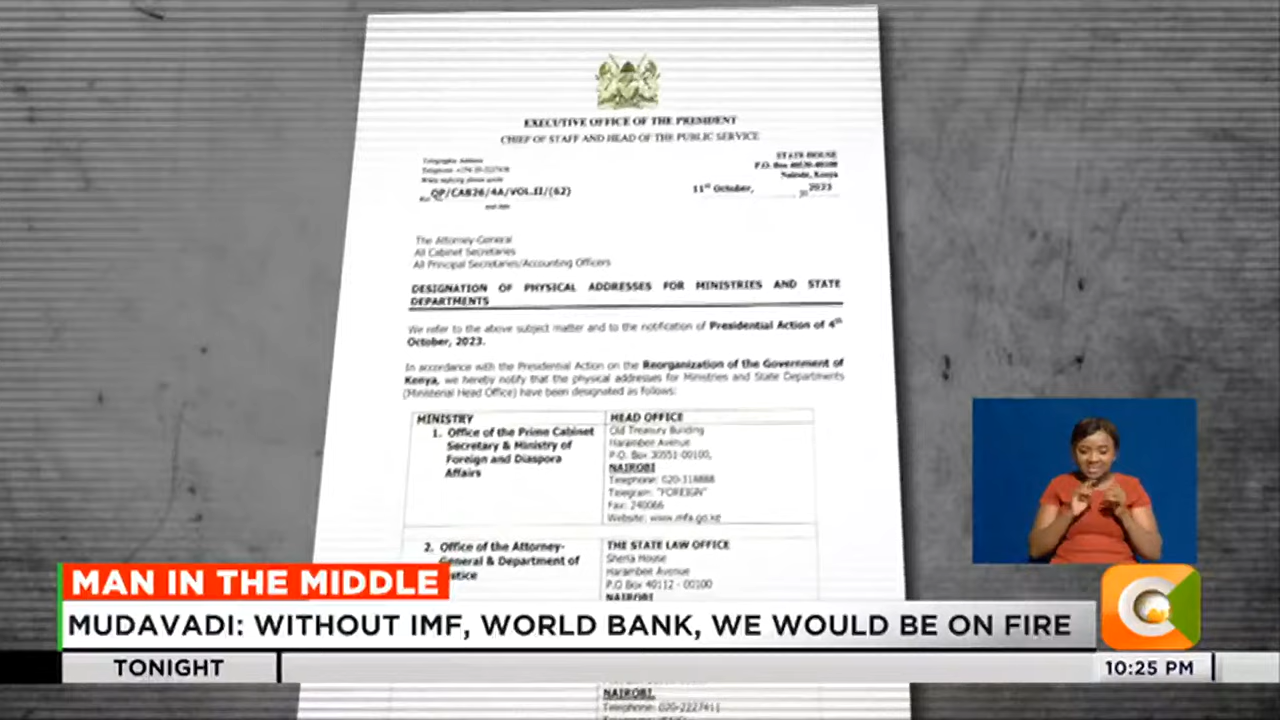 EXECUTIVE OFFICE OF THE PRESIDENT
CHIEF OF STAFF AND HEAD OF THE PUBLIC SERVICE
Telegraphic Address
STATE HOUSE
P.O. Box
Nairobi, Kenya
OP/CAB26/4A/VOL.II/(62)
11st October, 2023
The Attorney-General
All Cabinet Secretaries
All Principal Secretaries/Accounting Officers
DESIGNATION OF PHYSICAL ADDRESSES FOR MINISTRIES AND STATE
DEPARTMENTS
We refer to the above subject matter and to the notification of Presidential Action of 4th
October, 2023.
In accordance with the Presidential Action on the Reorganization of the Government of
Kenya, we hereby notify that the physical addresses for Ministries and State Departments
(Ministerial Head Office) have been designated as follows:
MINISTRY
1. Office of the Prime Cabinet
Secretary & Ministry of
Foreign and Diaspora
Affairs
HEAD OFFICE
Old Treasury Building
Harambee Avenue
P.O. Box 30551-00100,
NAIROBI
Telephone: 020-318888
Telegram: "FOREIGN"
Fax: 240066
Website: www.mfa.go.ke
2. Office of the Attorney-
General & Department of
THE STATE LAW OFFICE
Sheria House
Harambee Avenue
P.O Box 40112 - 00100
NAIROBI
MAN IN THE MIDDLE
MUDAVADI: WITHOUT IMF, WORLD BANK, WE WOULD BE ON FIRE
TONIGHT
10:25 PM
NAIROBI.
Telephone: 020-2227411